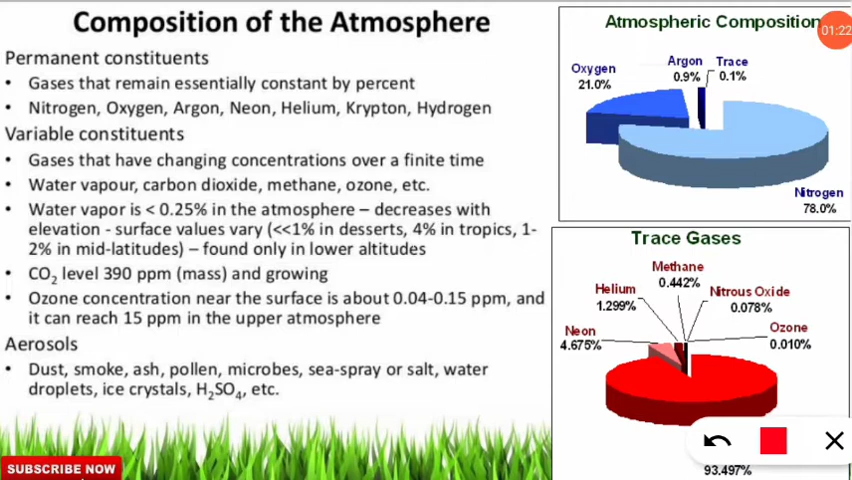 Composition of the Atmosphere
Permanent constituents
• Gases that remain essentially constant by percent
• Nitrogen, Oxygen, Argon, Neon, Helium, Krypton, Hydrogen
Variable constituents
• Gases that have changing concentrations over a finite time
• Water vapour, carbon dioxide, methane, ozone, etc.
• Water vapor is < 0.25% in the atmosphere – decreases with
elevation - surface values vary (<<1% in desserts, 4% in tropics, 1-
2% in mid-latitudes) – found only in lower altitudes
• CO2 level 390 ppm (mass) and growing
• Ozone concentration near the surface is about 0.04-0.15 ppm, and
it can reach 15 ppm in the upper atmosphere
Aerosols
• Dust, smoke, ash, pollen, microbes, sea-spray or salt, water
droplets, ice crystals, H2SO4, etc.
SUBSCRIBE NOW
Atmospheric Composition
01:22
Oxygen
21.0%
Argon
0.9%
Trace
0.1%
Nitrogen
78.0%
Trace Gases
Methane
0.442%
Helium
1.299%
Nitrous Oxide
0.078%
Neon
4.675%
Ozone
0.010%
93.497%